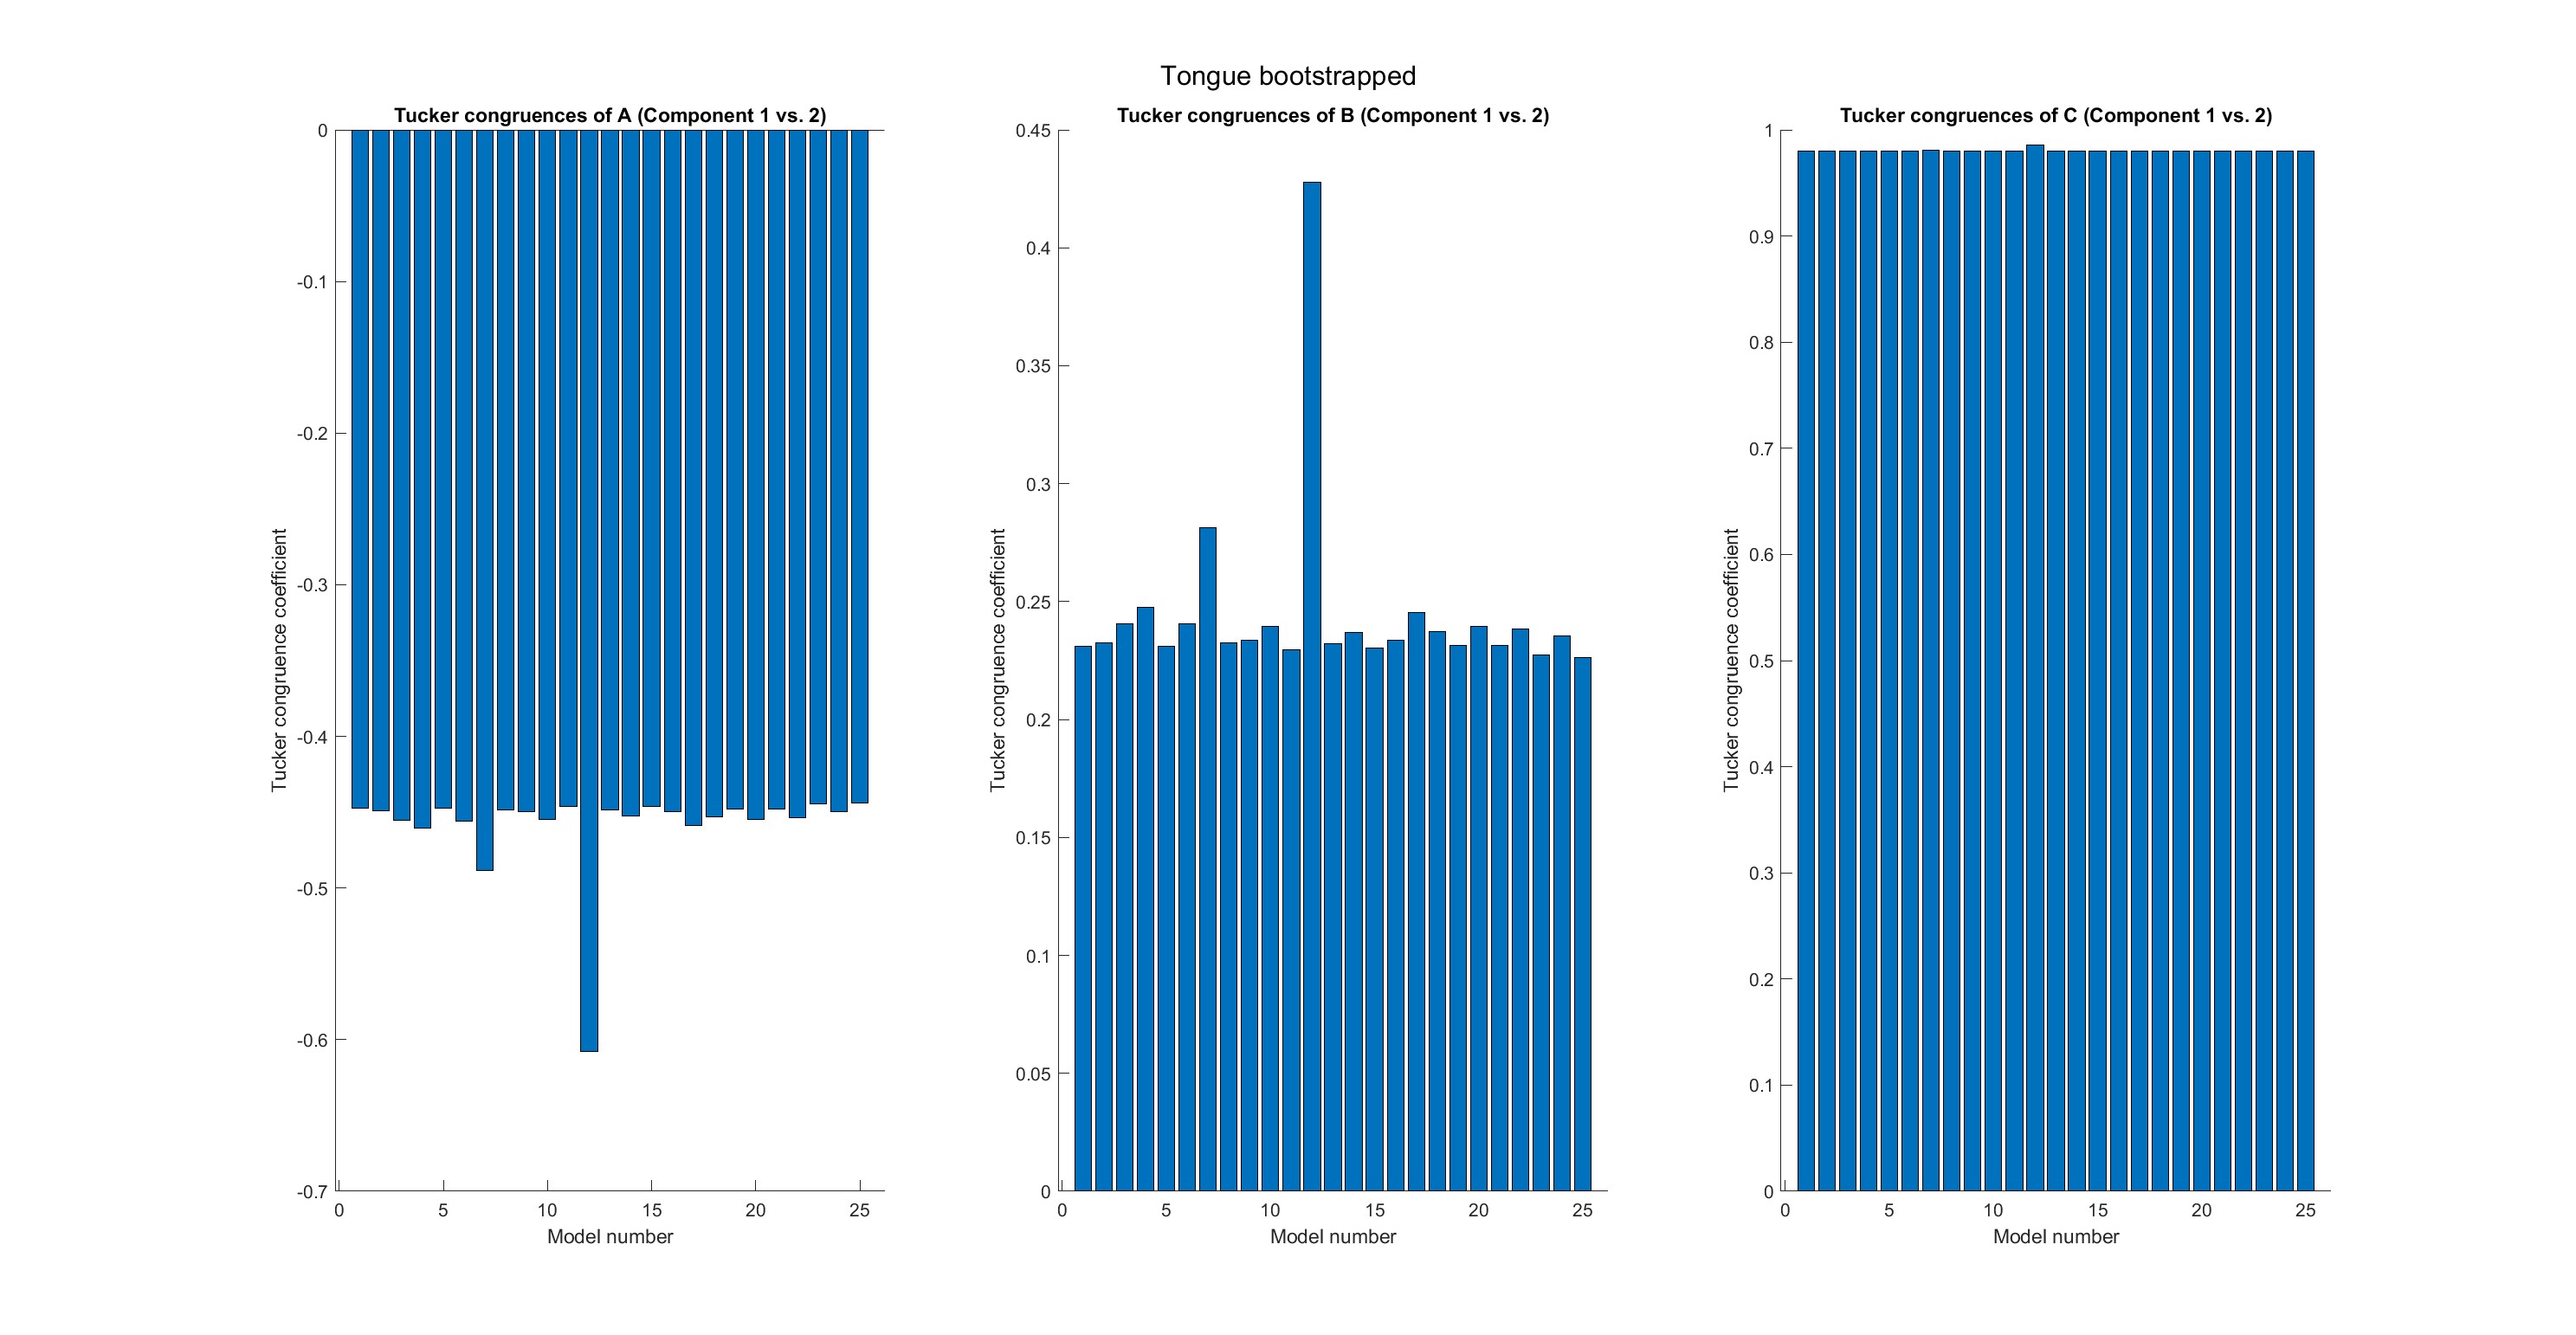 Tongue bootstrapped
Tucker congruences of A (Component 1 vs. 2)
0
-0.1
-0.2
-0.3
-0.4
-0.5
-0.6
-0.7
Tucker congruence coefficient
0 5 10 15 20 25
Model number
Tucker congruences of B (Component 1 vs. 2)
0.45
0.4
0.35
0.3
0.25
0.2
0.15
0.1
0.05
0
Tucker congruence coefficient
0 5 10 15 20 25
Model number
Tucker congruences of C (Component 1 vs. 2)
1
0.9
0.8
0.7
0.6
0.5
0.4
0.3
0.2
0.1
0
Tucker congruence coefficient
0 5 10 15 20 25
Model number